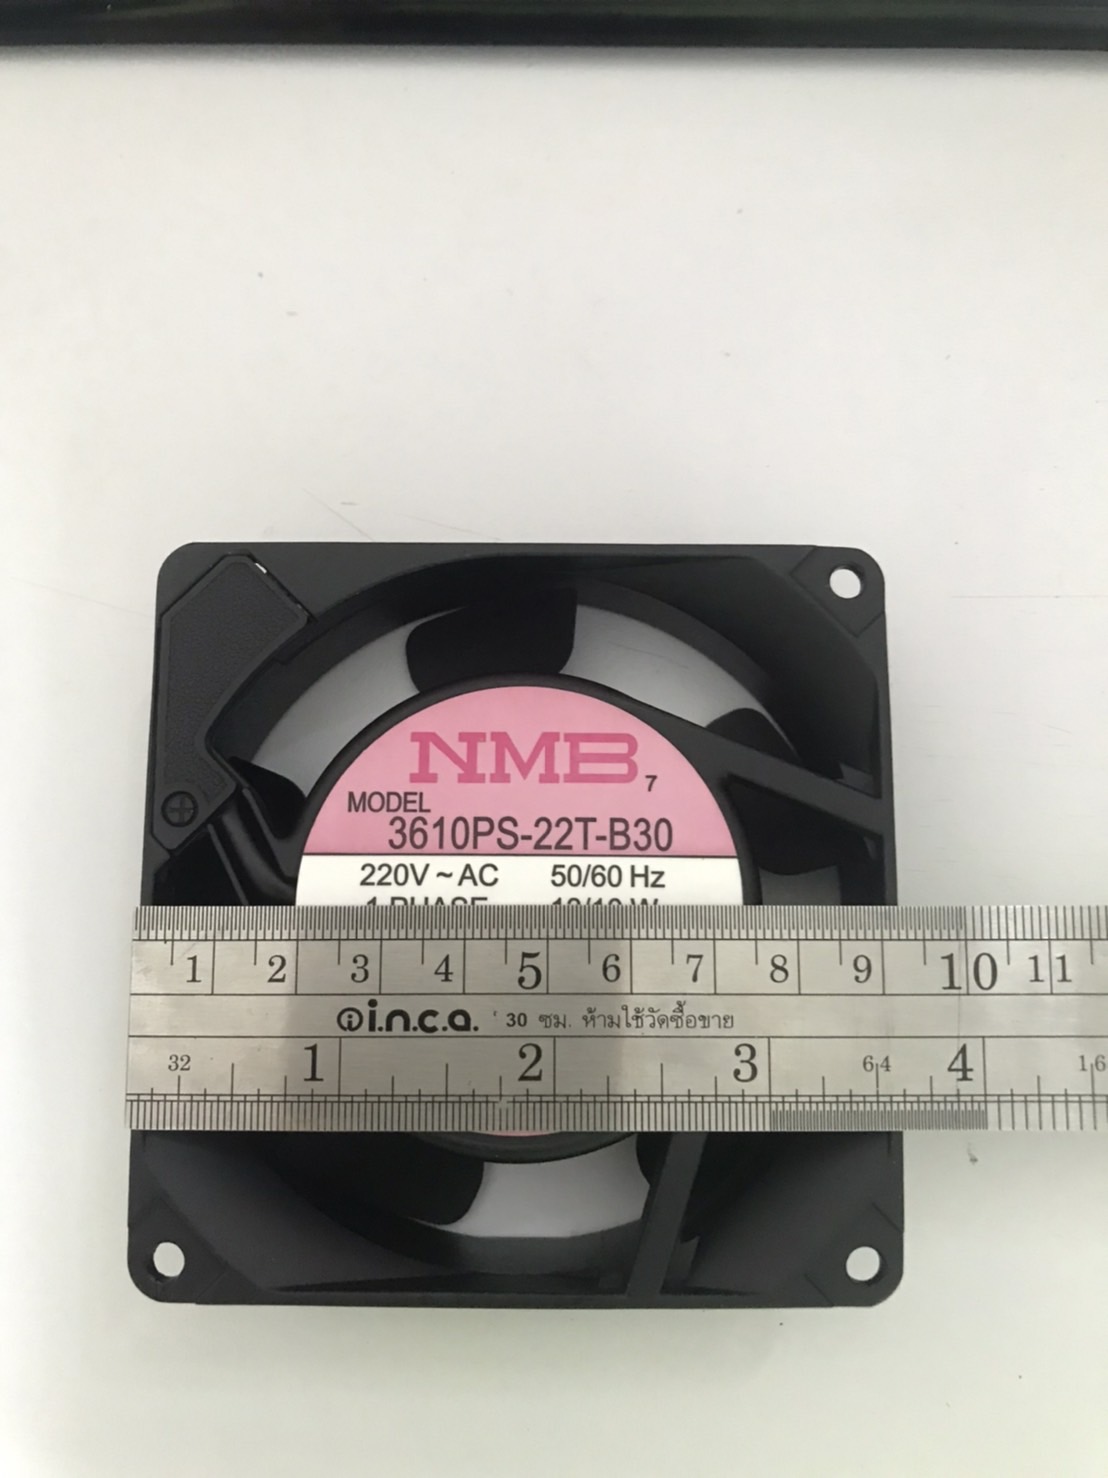 NMB
7
MODEL
3610PS-22T-B30
220V ~ AC 50/60 Hz
1 2 3 4 5 6 7 8 9 10 11
i.n.c.a. 30 ซม. ห้ามใช้วัดซื้อขาย
32 1 2 3 64 4